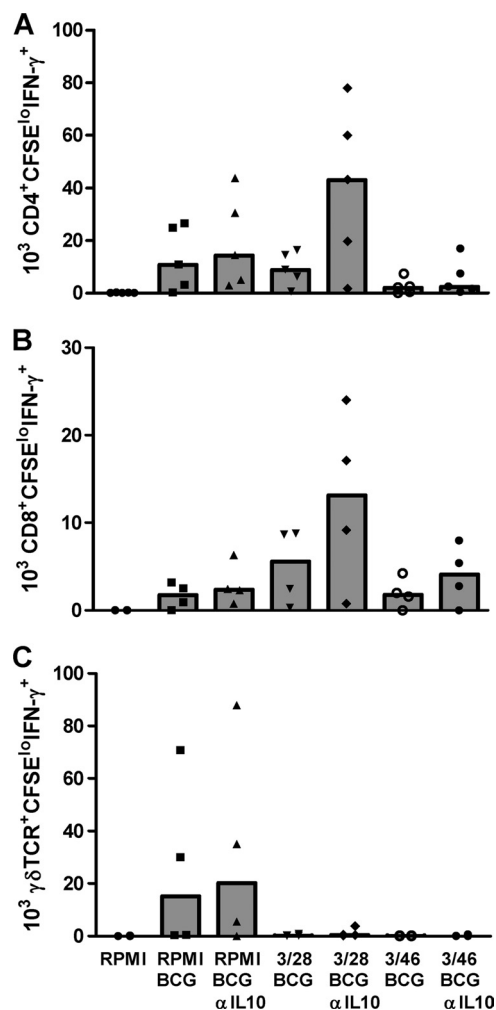 A
10³ CD4⁺CFSEˡᵒIFN-γ⁺
100
80
60
40
20
0
B
10³ CD8⁺CFSEˡᵒIFN-γ⁺
30
20
10
0
C
10³ γδTCR⁺CFSEˡᵒIFN-γ⁺
100
80
60
40
20
0
RPMI RPMI RPMI 3/28 3/28 3/46 3/46
BCG BCG BCG BCG BCG BCG
αIL10 αIL10 αIL10